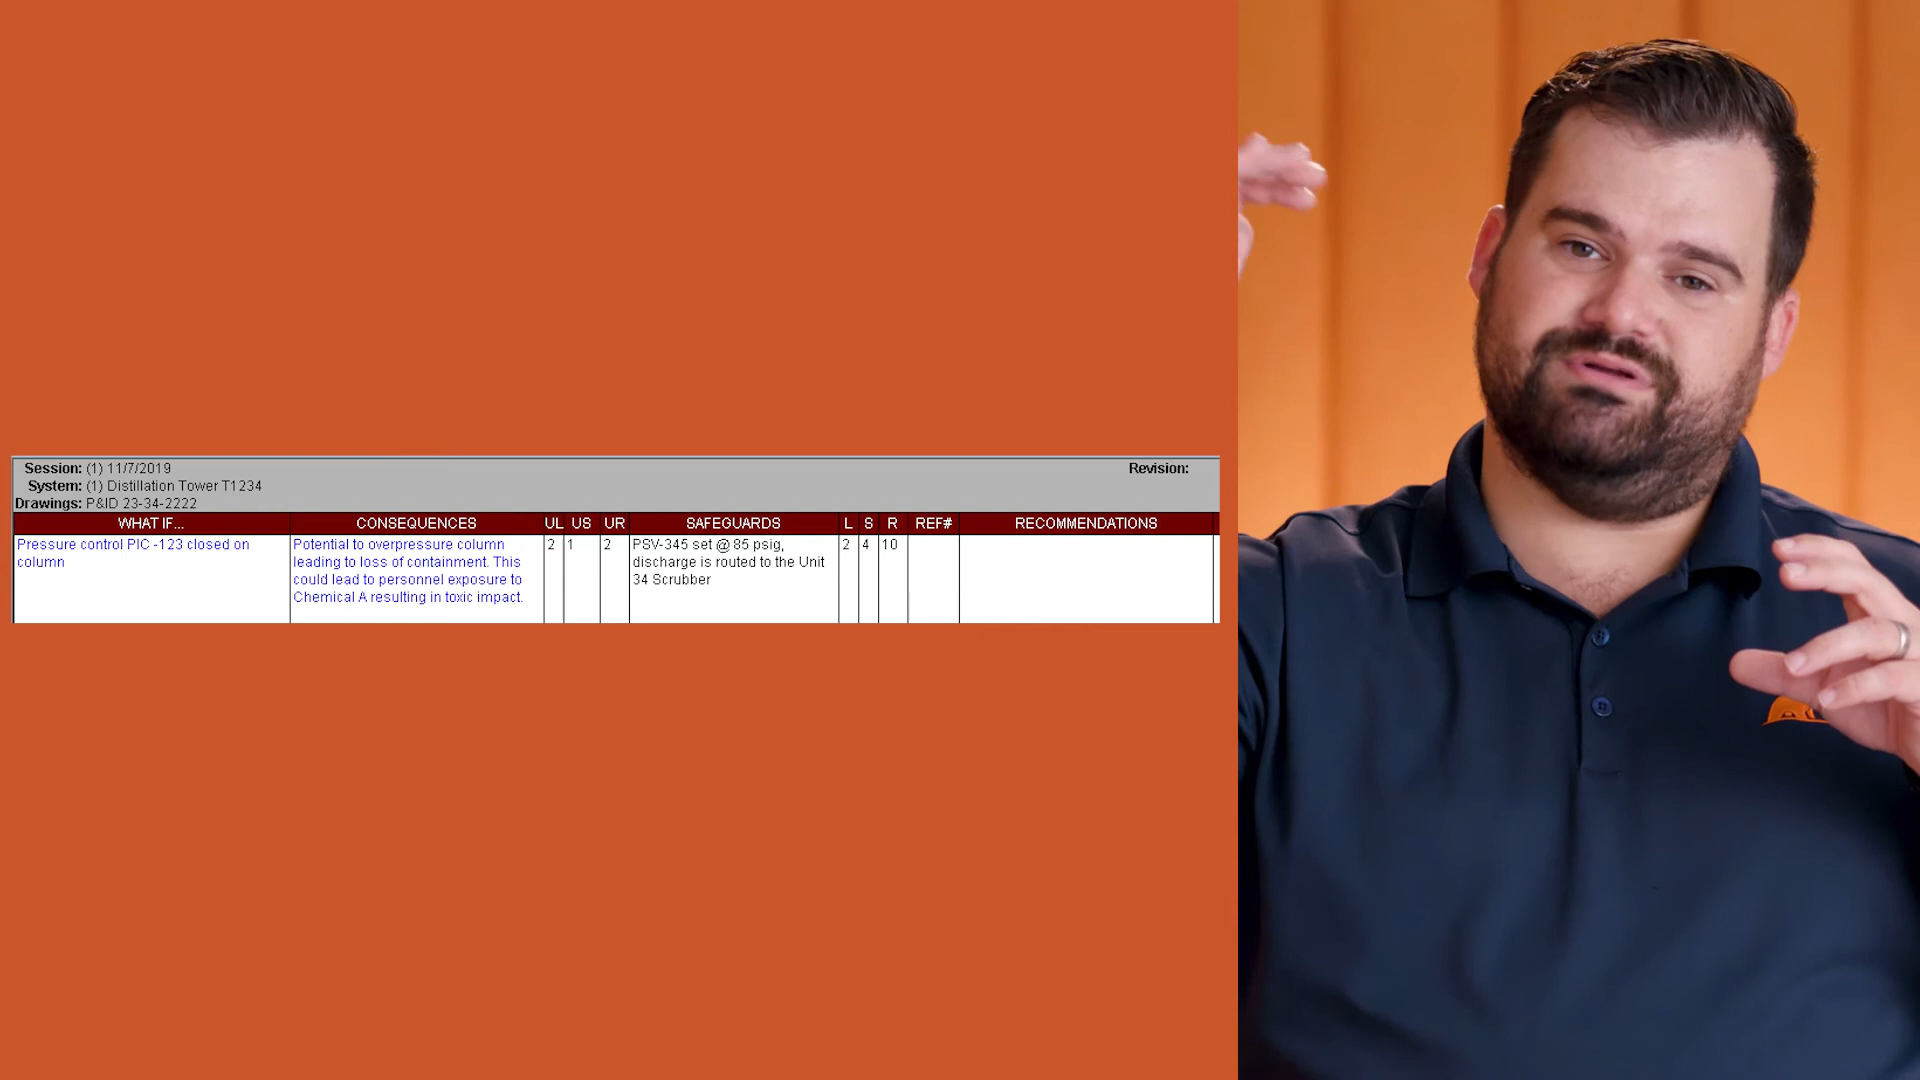 Session: (1) 11/7/2019
Revision:
System: (1) Distillation Tower T1234
Drawings: P&ID 23-34-2222
WHAT IF... CONSEQUENCES UL US UR SAFEGUARDS L S R REF# RECOMMENDATIONS
Pressure control PIC -123 closed on
column
Potential to overpressure column
leading to loss of containment. This
could lead to personnel exposure to
Chemical A resulting in toxic impact.
2 1 2
PSV-345 set @ 85 psig,
discharge is routed to the Unit
34 Scrubber
2 4 10